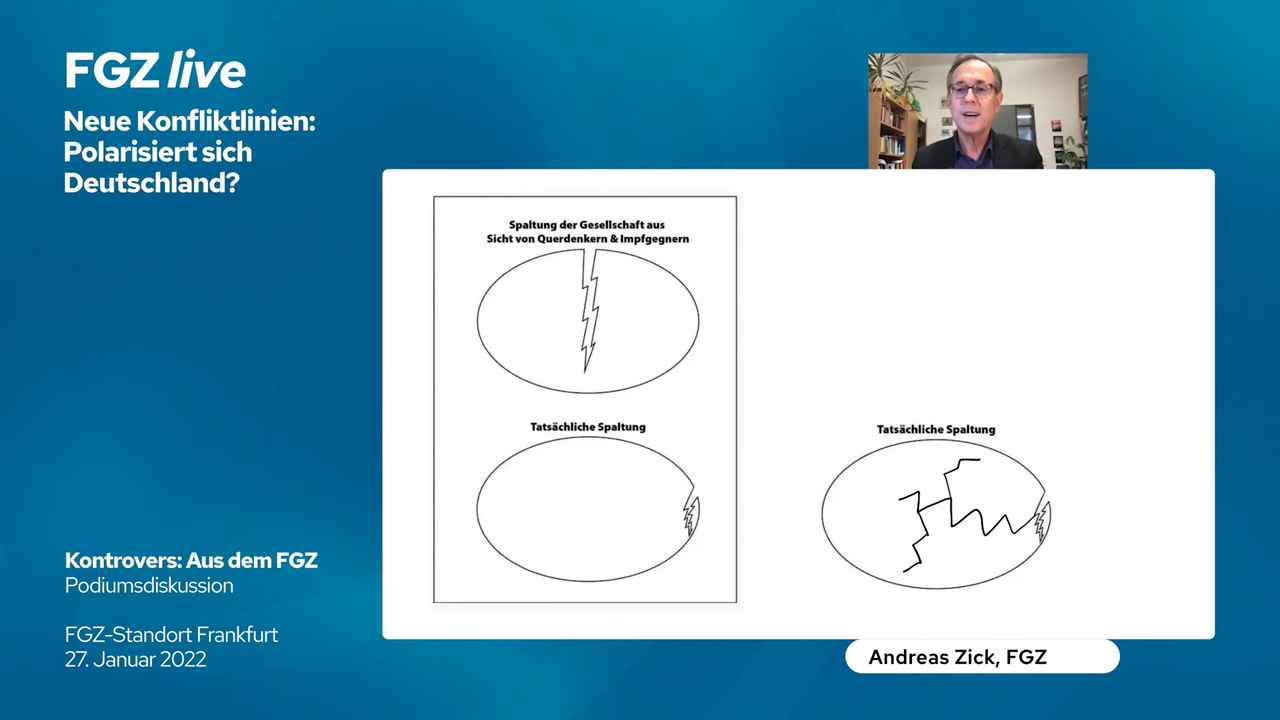 FGZ live
Neue Konfliktlinien:
Polarisiert sich
Deutschland?
Spaltung der Gesellschaft aus
Sicht von Querdenkern & Impfgegnern
Tatsächliche Spaltung
Tatsächliche Spaltung
Kontrovers: Aus dem FGZ
Podiumsdiskussion
FGZ-Standort Frankfurt
27. Januar 2022
Andreas Zick, FGZ